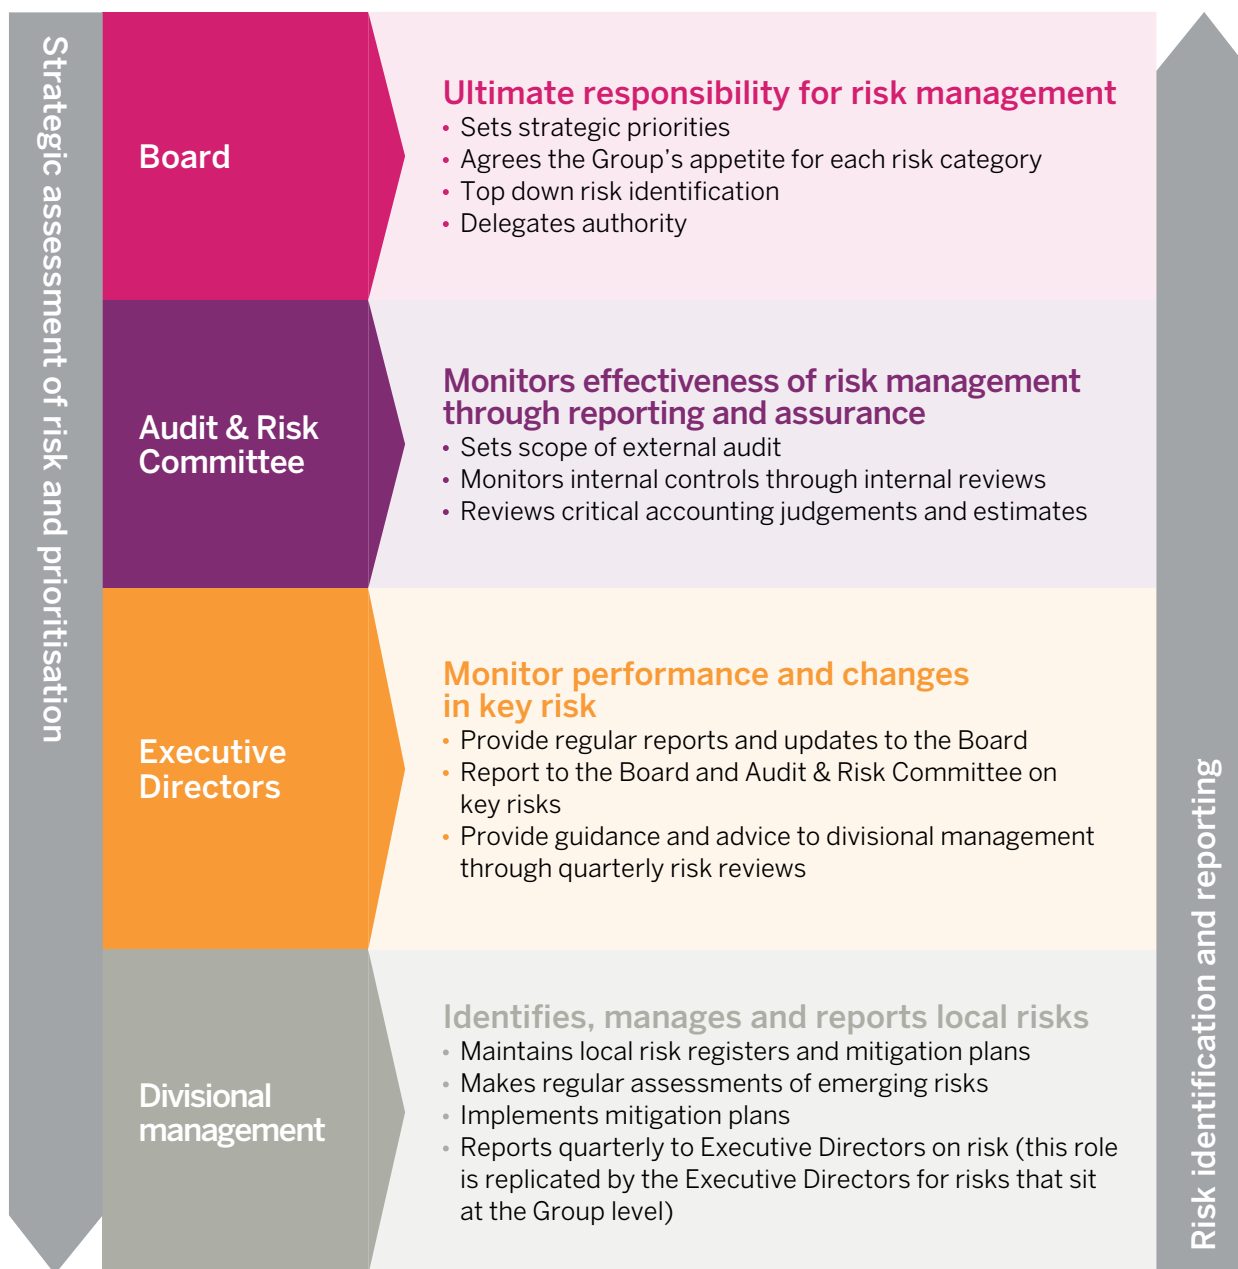 Strategic assessment of risk and prioritisation
Board
Ultimate responsibility for risk management
• Sets strategic priorities
• Agrees the Group’s appetite for each risk category
• Top down risk identification
• Delegates authority
Audit & Risk
Committee
Monitors effectiveness of risk management
through reporting and assurance
• Sets scope of external audit
• Monitors internal controls through internal reviews
• Reviews critical accounting judgements and estimates
Executive
Directors
Monitor performance and changes
in key risk
• Provide regular reports and updates to the Board
• Report to the Board and Audit & Risk Committee on
key risks
• Provide guidance and advice to divisional management
through quarterly risk reviews
Divisional
management
Identifies, manages and reports local risks
• Maintains local risk registers and mitigation plans
• Makes regular assessments of emerging risks
• Implements mitigation plans
• Reports quarterly to Executive Directors on risk (this role
is replicated by the Executive Directors for risks that sit
at the Group level)
Risk identification and reporting